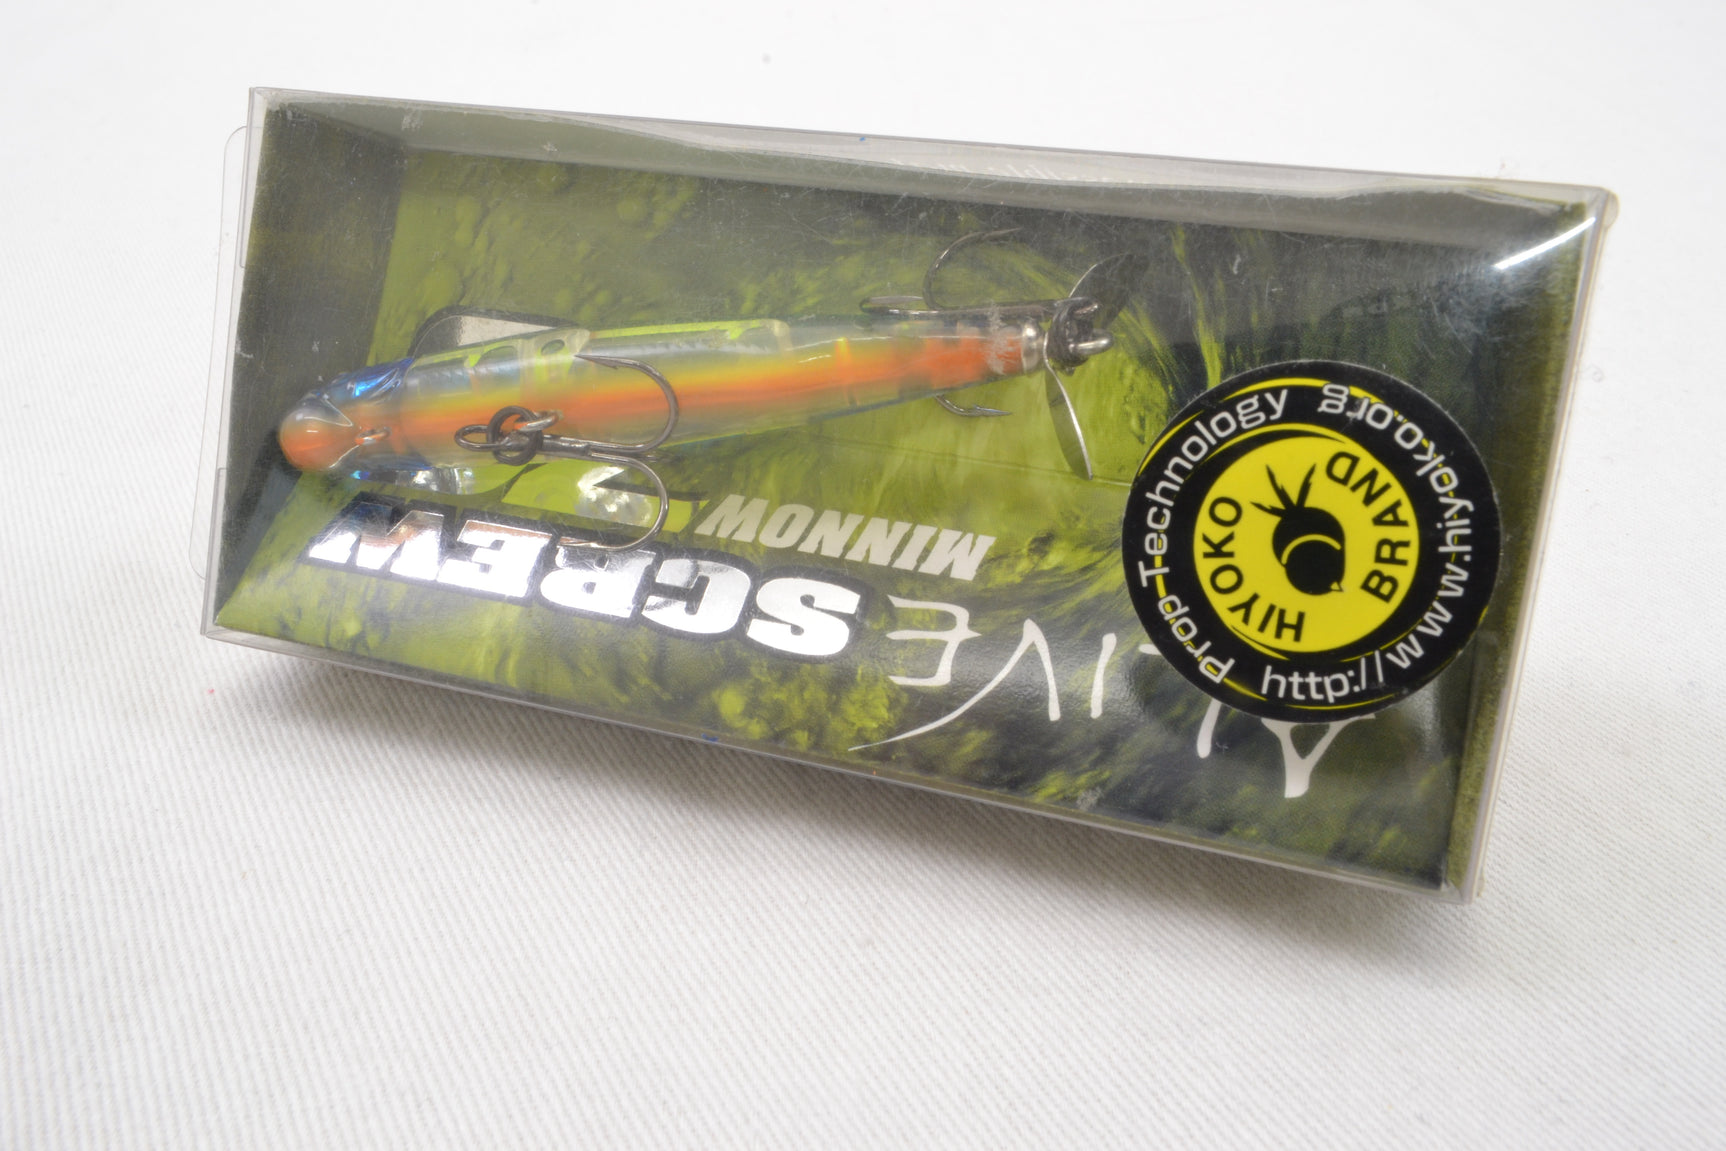 ALIVE
SCREW
MINNOW
Prop-Technology
http://www.hiyoko.org
HIYOKO
BRAND